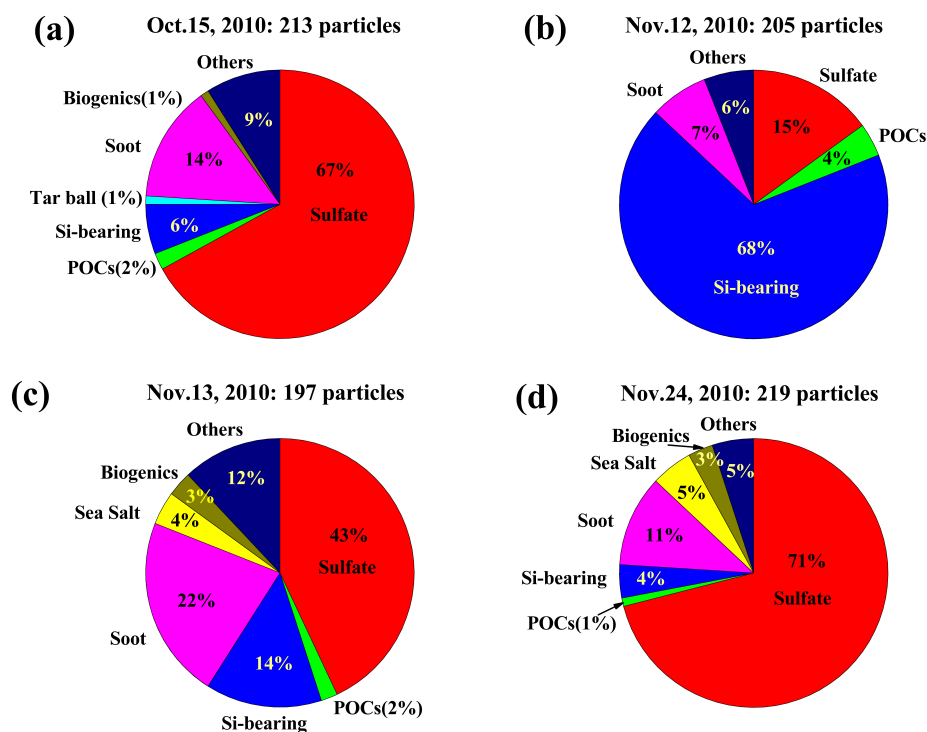 (a)
Oct.15, 2010: 213 particles
Others
Biogenics(1%)
9%
Soot
14%
67%
Tar ball (1%)
Sulfate
Si-bearing
6%
POCs(2%)
(b)
Nov.12, 2010: 205 particles
Others
Sulfate
Soot
6%
15%
7%
POCs
4%
68%
Si-bearing
(c)
Nov.13, 2010: 197 particles
Others
Biogenics
12%
3%
Sea Salt
4%
43%
Sulfate
22%
Soot
14%
POCs(2%)
Si-bearing
(d)
Nov.24, 2010: 219 particles
Others
Biogenics
3%
5%
Sea Salt
5%
Soot
11%
71%
Si-bearing
4%
Sulfate
POCs(1%)